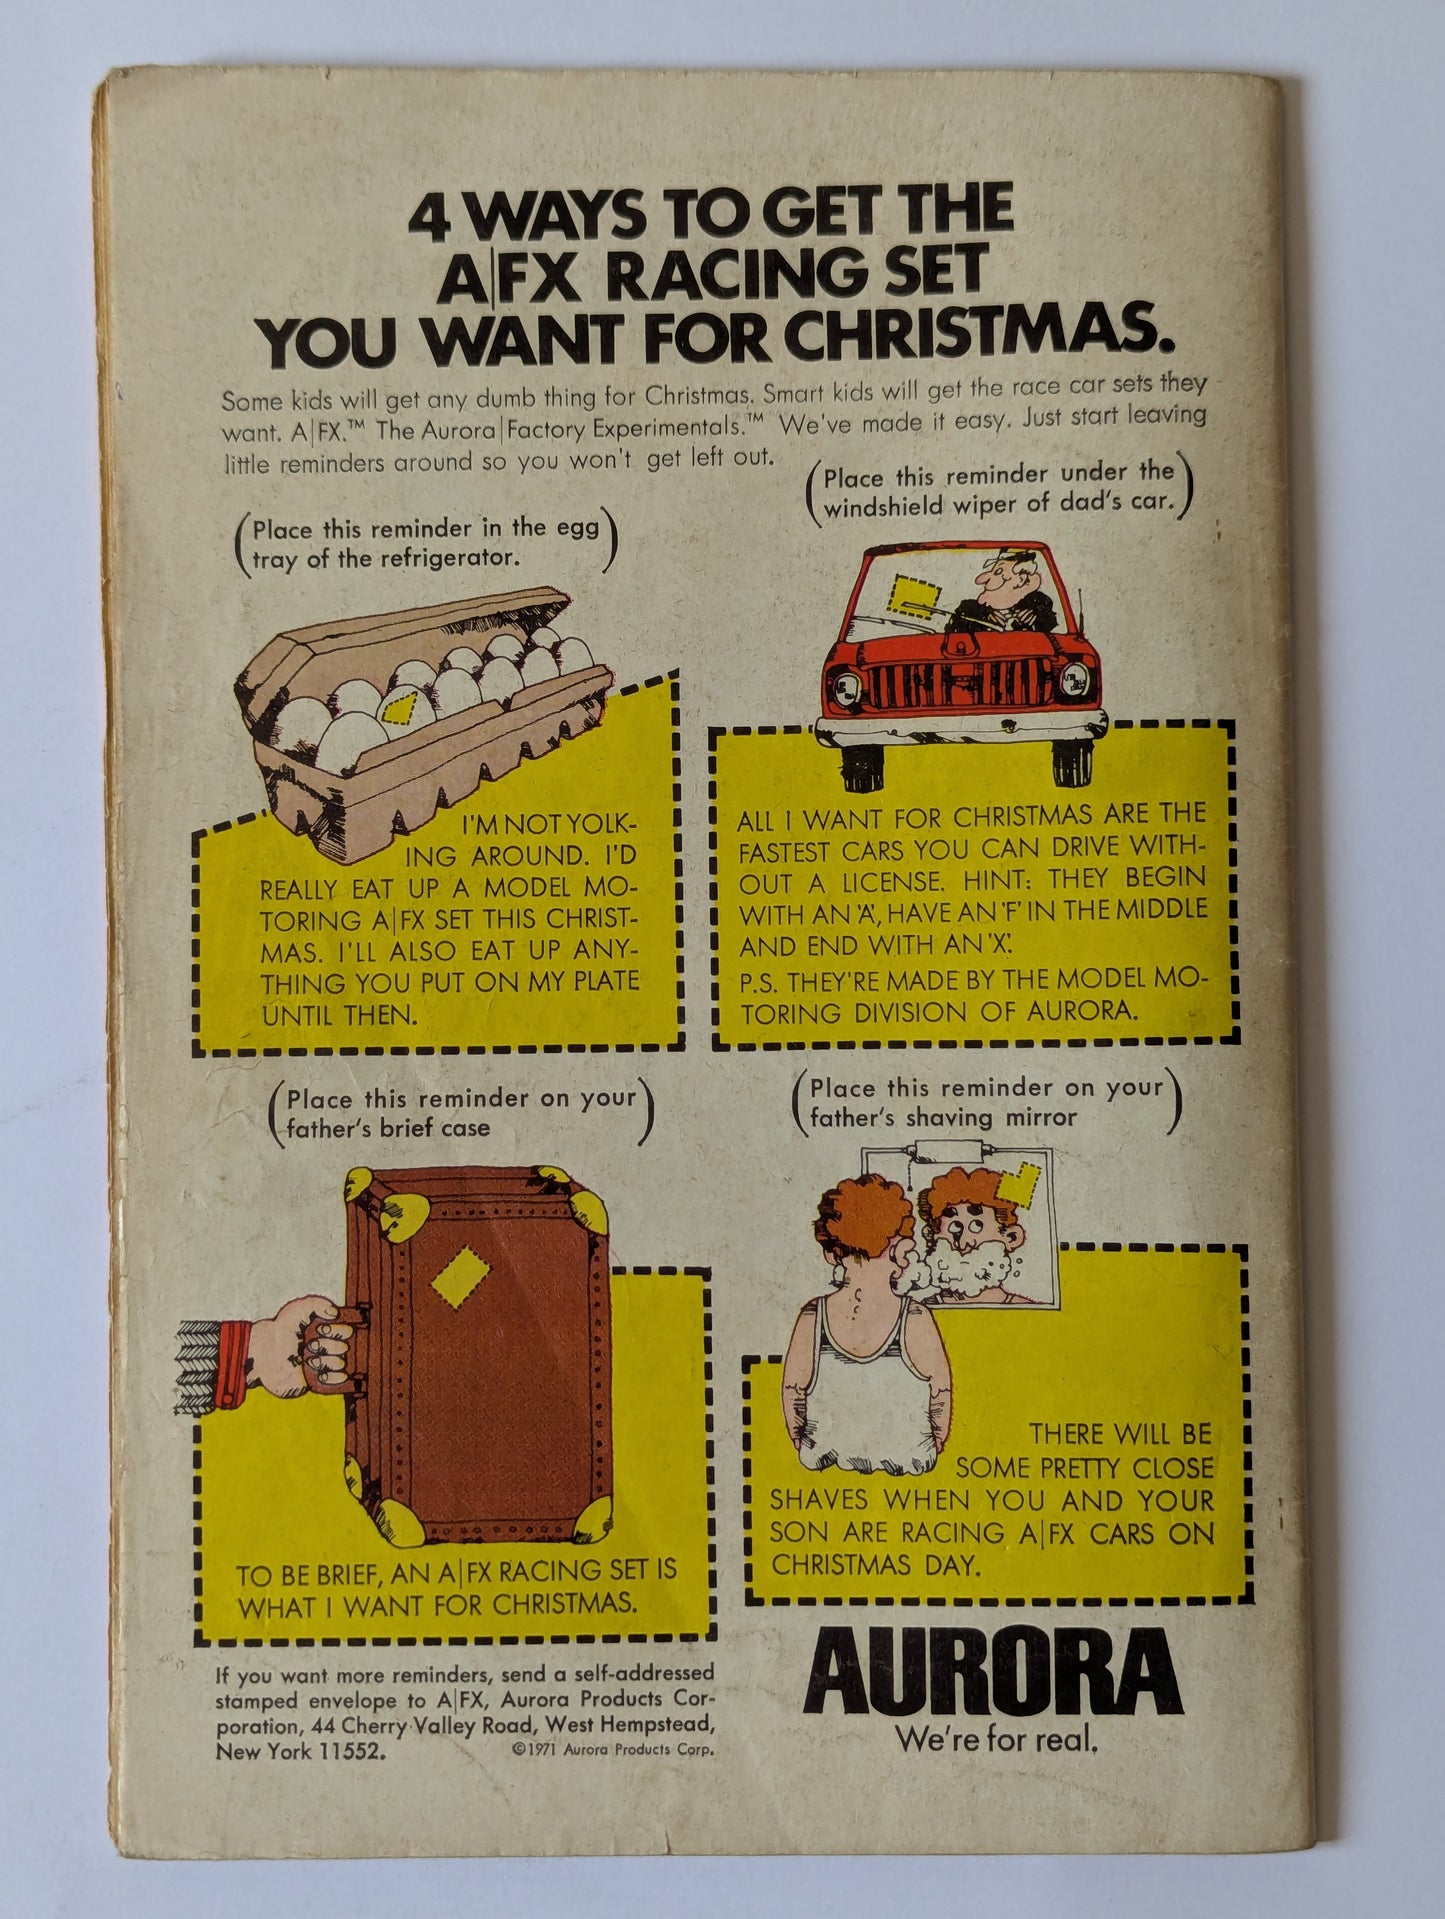 4 WAYS TO GET THE
A|FX RACING SET
YOU WANT FOR CHRISTMAS.
Some kids will get any dumb thing for Christmas. Smart kids will get the race car sets they
want. A|FX.™ The Aurora|Factory Experimentals.™ We've made it easy. Just start leaving
little reminders around so you won't get left out.
(Place this reminder in the egg
tray of the refrigerator.)
I'M NOT YOLK-
ING AROUND. I'D
REALLY EAT UP A MODEL MO-
TORING A|FX SET THIS CHRIST-
MAS. I'LL ALSO EAT UP ANY-
THING YOU PUT ON MY PLATE
UNTIL THEN.
(Place this reminder under the
windshield wiper of dad's car.)
ALL I WANT FOR CHRISTMAS ARE THE
FASTEST CARS YOU CAN DRIVE WITH-
OUT A LICENSE. HINT: THEY BEGIN
WITH AN 'A', HAVE AN 'F' IN THE MIDDLE
AND END WITH AN 'X'.
P.S. THEY'RE MADE BY THE MODEL MO-
TORING DIVISION OF AURORA.
(Place this reminder on your
father's brief case)
TO BE BRIEF, AN A|FX RACING SET IS
WHAT I WANT FOR CHRISTMAS.
(Place this reminder on your
father's shaving mirror)
THERE WILL BE
SOME PRETTY CLOSE
SHAVES WHEN YOU AND YOUR
SON ARE RACING A|FX CARS ON
CHRISTMAS DAY.
If you want more reminders, send a self-addressed
stamped envelope to A|FX, Aurora Products Cor-
poration, 44 Cherry Valley Road, West Hempstead,
New York 11552. ©1971 Aurora Products Corp.
AURORA
We're for real.